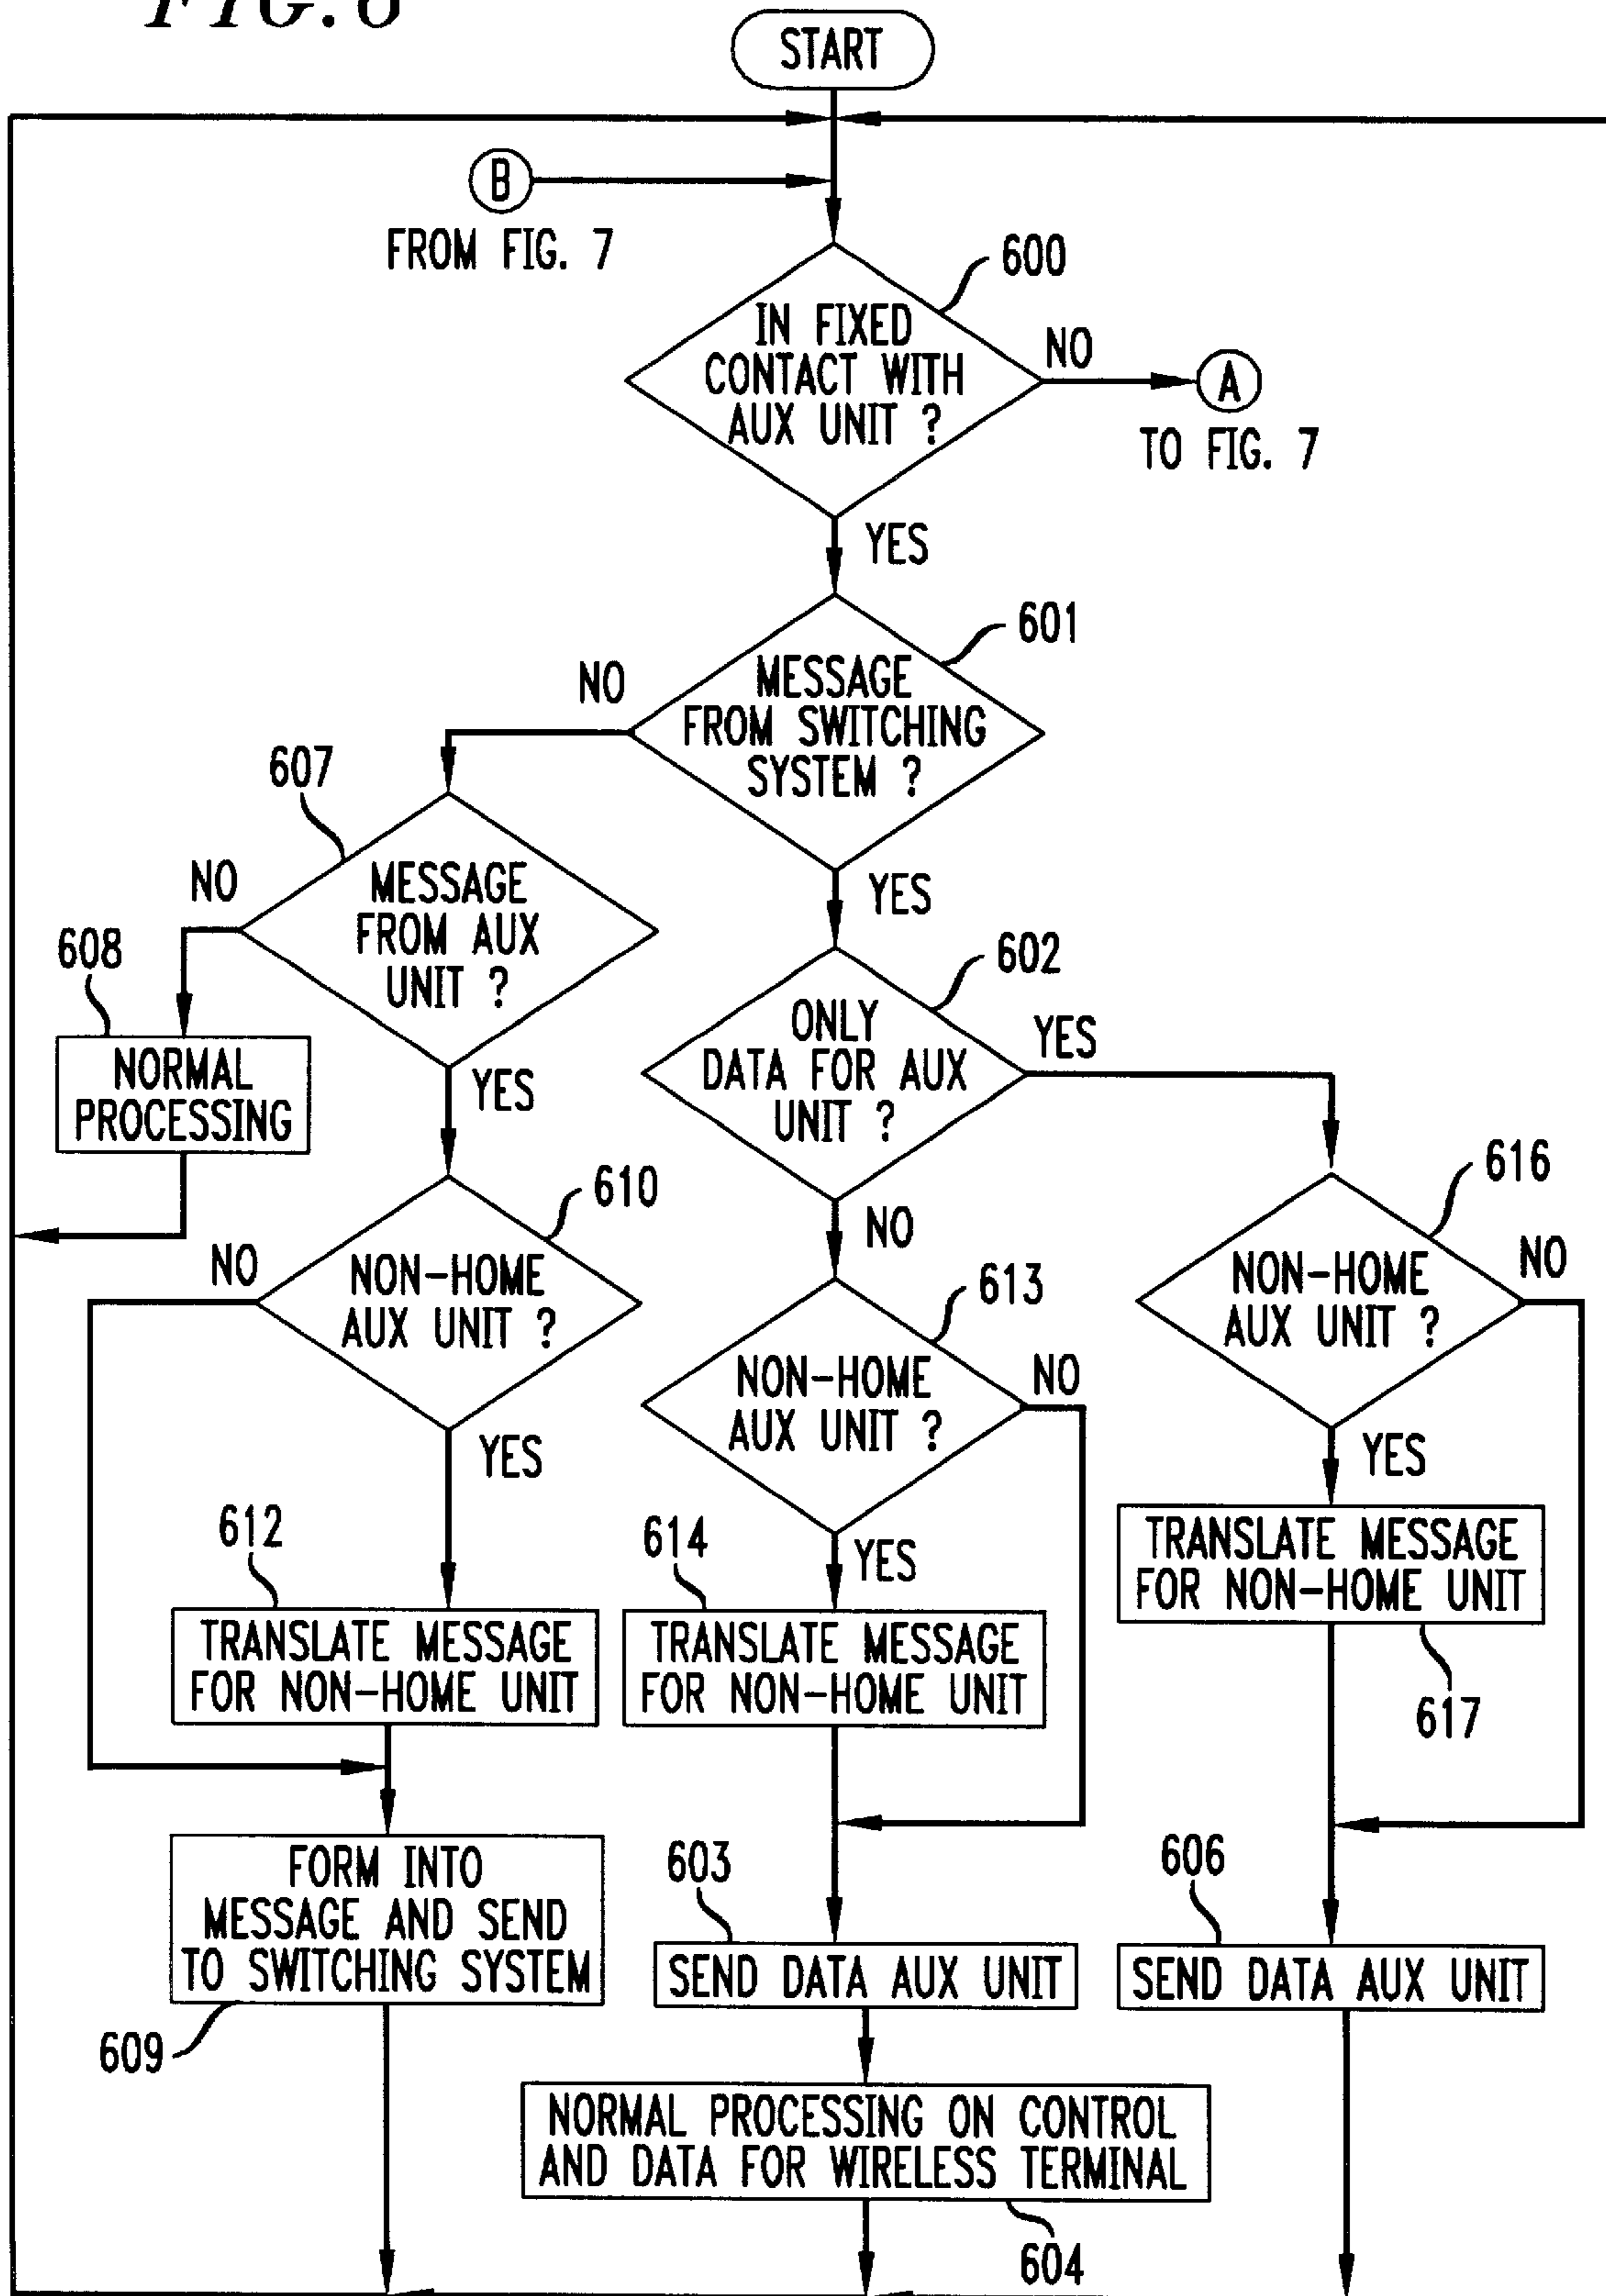 FIG. 6
START
B
FROM FIG. 7
600
IN FIXED
CONTACT WITH
AUX UNIT ?
NO
A
TO FIG. 7
YES
601
MESSAGE
FROM SWITCHING
SYSTEM ?
NO
607
MESSAGE
FROM AUX
UNIT ?
NO
YES
608
NORMAL
PROCESSING
YES
602
ONLY
DATA FOR AUX
UNIT ?
YES
NO
610
NON-HOME
AUX UNIT ?
NO
YES
613
NON-HOME
AUX UNIT ?
NO
YES
616
NON-HOME
AUX UNIT ?
NO
YES
612
TRANSLATE MESSAGE
FOR NON-HOME UNIT
614
TRANSLATE MESSAGE
FOR NON-HOME UNIT
TRANSLATE MESSAGE
FOR NON-HOME UNIT
617
FORM INTO
MESSAGE AND SEND
TO SWITCHING SYSTEM
609
603
SEND DATA AUX UNIT
606
SEND DATA AUX UNIT
NORMAL PROCESSING ON CONTROL
AND DATA FOR WIRELESS TERMINAL
604